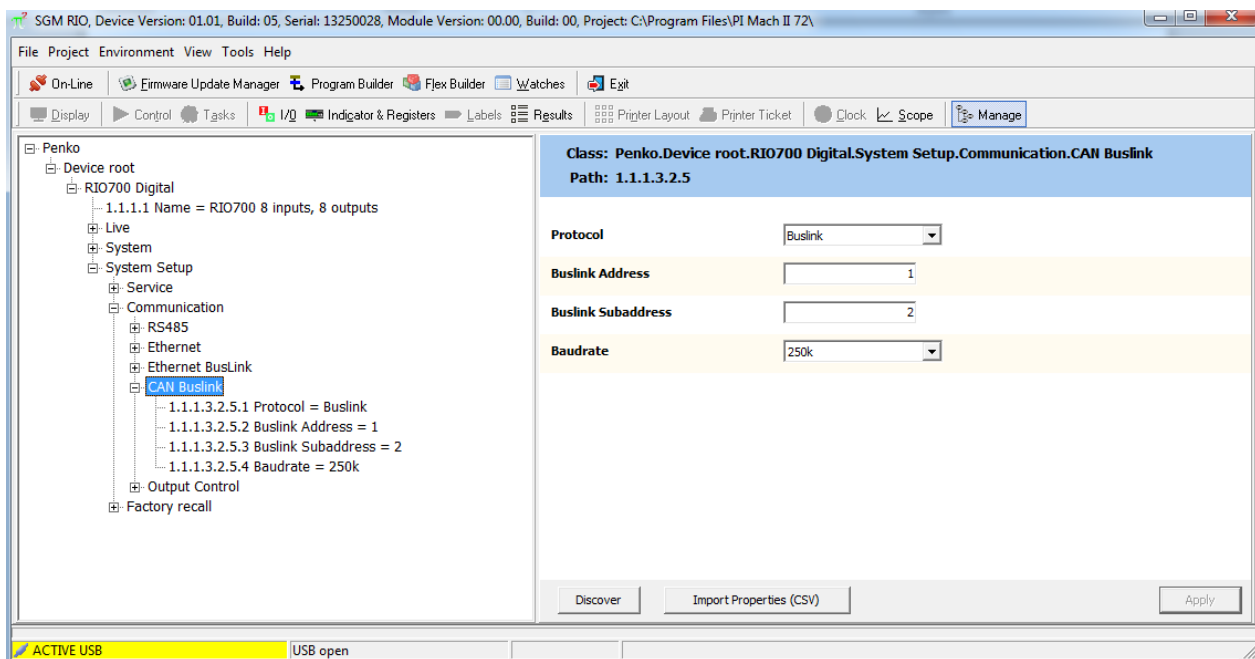 SGM RIO, Device Version: 01.01, Build: 05, Serial: 13250028, Module Version: 00.00, Build: 00, Project: C:\Program Files\PI Mach II 72\
File Project Environment View Tools Help
On-Line Firmware Update Manager Program Builder Flex Builder Watches Exit
Display Control Tasks I/O Indicator & Registers Labels Results Printer Layout Printer Ticket Clock Scope Manage
Penko
Device root
RIO700 Digital
1.1.1.1 Name = RIO700 8 inputs, 8 outputs
Live
System
System Setup
Service
Communication
RS485
Ethernet
Ethernet BusLink
CAN Buslink
1.1.1.3.2.5.1 Protocol = Buslink
1.1.1.3.2.5.2 Buslink Address = 1
1.1.1.3.2.5.3 Buslink Subaddress = 2
1.1.1.3.2.5.4 Baudrate = 250k
Output Control
Factory recall
Class: Penko.Device root.RIO700 Digital.System Setup.Communication.CAN Buslink
Path: 1.1.1.3.2.5
Protocol Buslink
Buslink Address 1
Buslink Subaddress 2
Baudrate 250k
Discover Import Properties (CSV) Apply
ACTIVE USB USB open